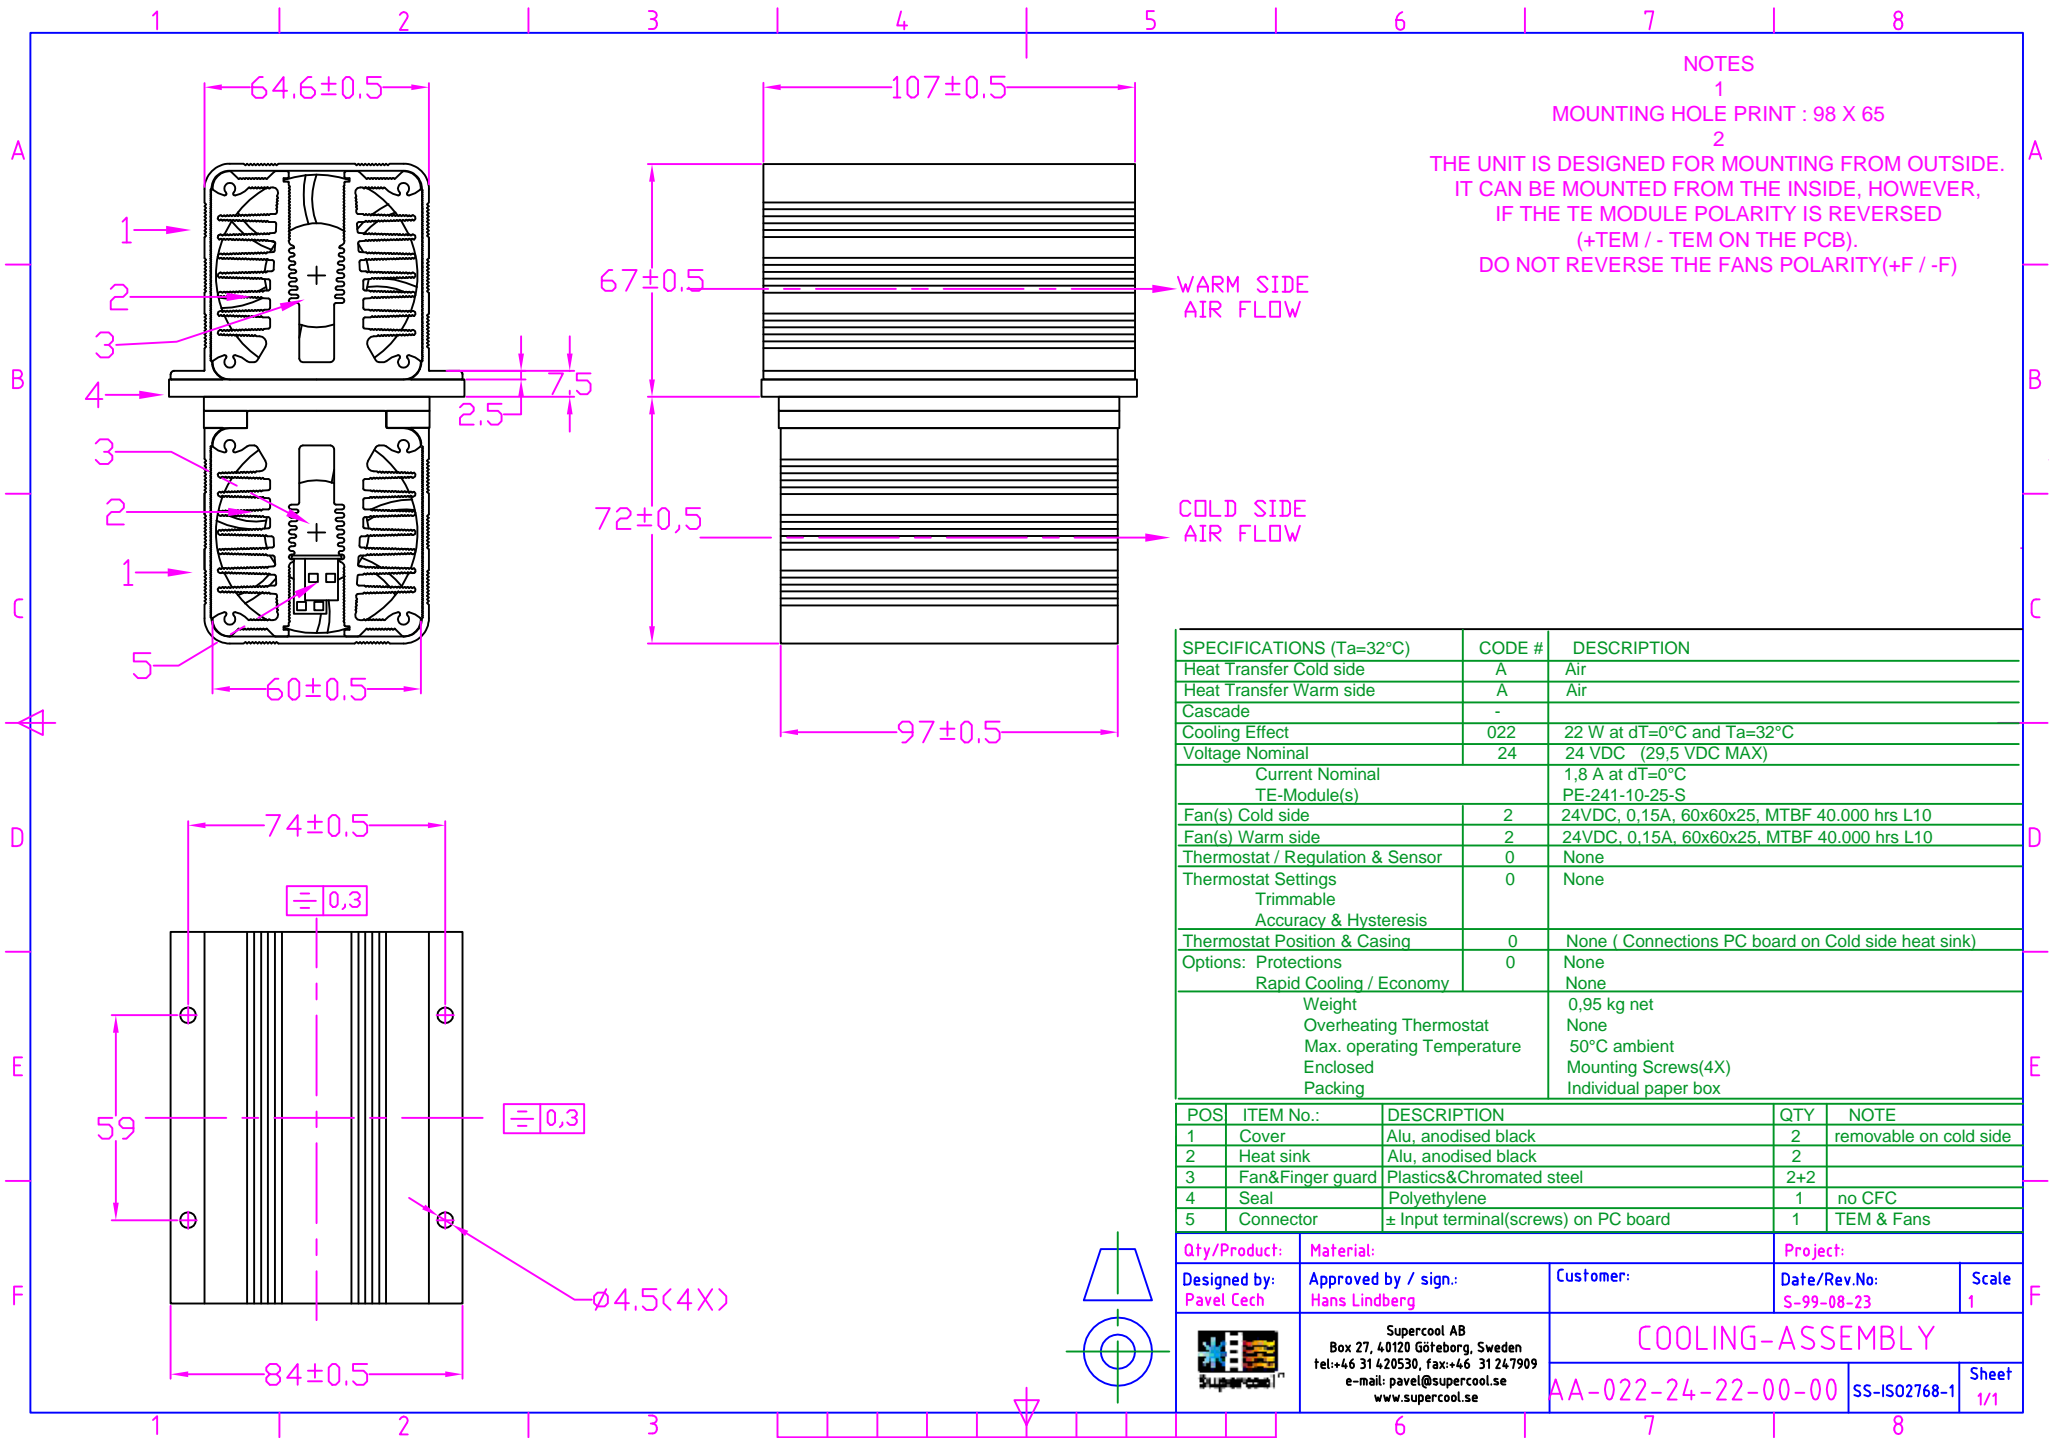 1 2 3 4 5 6 7 8
A A
B B
C C
D D
E E
F F
1 2 3 6 7 8
64.6±0.5
1
2
3
4
3
2
1
5
7.5
2.5
60±0.5
107±0.5
67±0.5
72±0,5
97±0.5
WARM SIDE
AIR FLOW
COLD SIDE
AIR FLOW
74±0.5
0,3
59
0,3
Ø4.5(4X)
84±0.5
NOTES
1
MOUNTING HOLE PRINT : 98 X 65
2
THE UNIT IS DESIGNED FOR MOUNTING FROM OUTSIDE.
IT CAN BE MOUNTED FROM THE INSIDE, HOWEVER,
IF THE TE MODULE POLARITY IS REVERSED
(+TEM / - TEM ON THE PCB).
DO NOT REVERSE THE FANS POLARITY(+F / -F)
SPECIFICATIONS (Ta=32°C) CODE # DESCRIPTION
Heat Transfer Cold side A Air
Heat Transfer Warm side A Air
Cascade -
Cooling Effect 022 22 W at dT=0°C and Ta=32°C
Voltage Nominal 24 24 VDC (29,5 VDC MAX)
Current Nominal 1,8 A at dT=0°C
TE-Module(s) PE-241-10-25-S
Fan(s) Cold side 2 24VDC, 0,15A, 60x60x25, MTBF 40.000 hrs L10
Fan(s) Warm side 2 24VDC, 0,15A, 60x60x25, MTBF 40.000 hrs L10
Thermostat / Regulation & Sensor 0 None
Thermostat Settings 0 None
Trimmable
Accuracy & Hysteresis
Thermostat Position & Casing 0 None ( Connections PC board on Cold side heat sink)
Options: Protections 0 None
Rapid Cooling / Economy None
Weight 0,95 kg net
Overheating Thermostat None
Max. operating Temperature 50°C ambient
Enclosed Mounting Screws(4X)
Packing Individual paper box
POS ITEM No.: DESCRIPTION QTY NOTE
1 Cover Alu, anodised black 2 removable on cold side
2 Heat sink Alu, anodised black 2
3 Fan&Finger guard Plastics&Chromated steel 2+2
4 Seal Polyethylene 1 no CFC
5 Connector ± Input terminal(screws) on PC board 1 TEM & Fans
Qty/Product: Material: Project:
Designed by: Approved by / sign.: Customer: Date/Rev.No: Scale
Pavel Cech Hans Lindberg S-99-08-23 1
supercool
Supercool AB
Box 27, 40120 Göteborg, Sweden
tel:+46 31 420530, fax:+46 31 247909
e-mail: pavel@supercool.se
www.supercool.se
COOLING-ASSEMBLY
AA-022-24-22-00-00 SS-ISO2768-1 Sheet
1/1